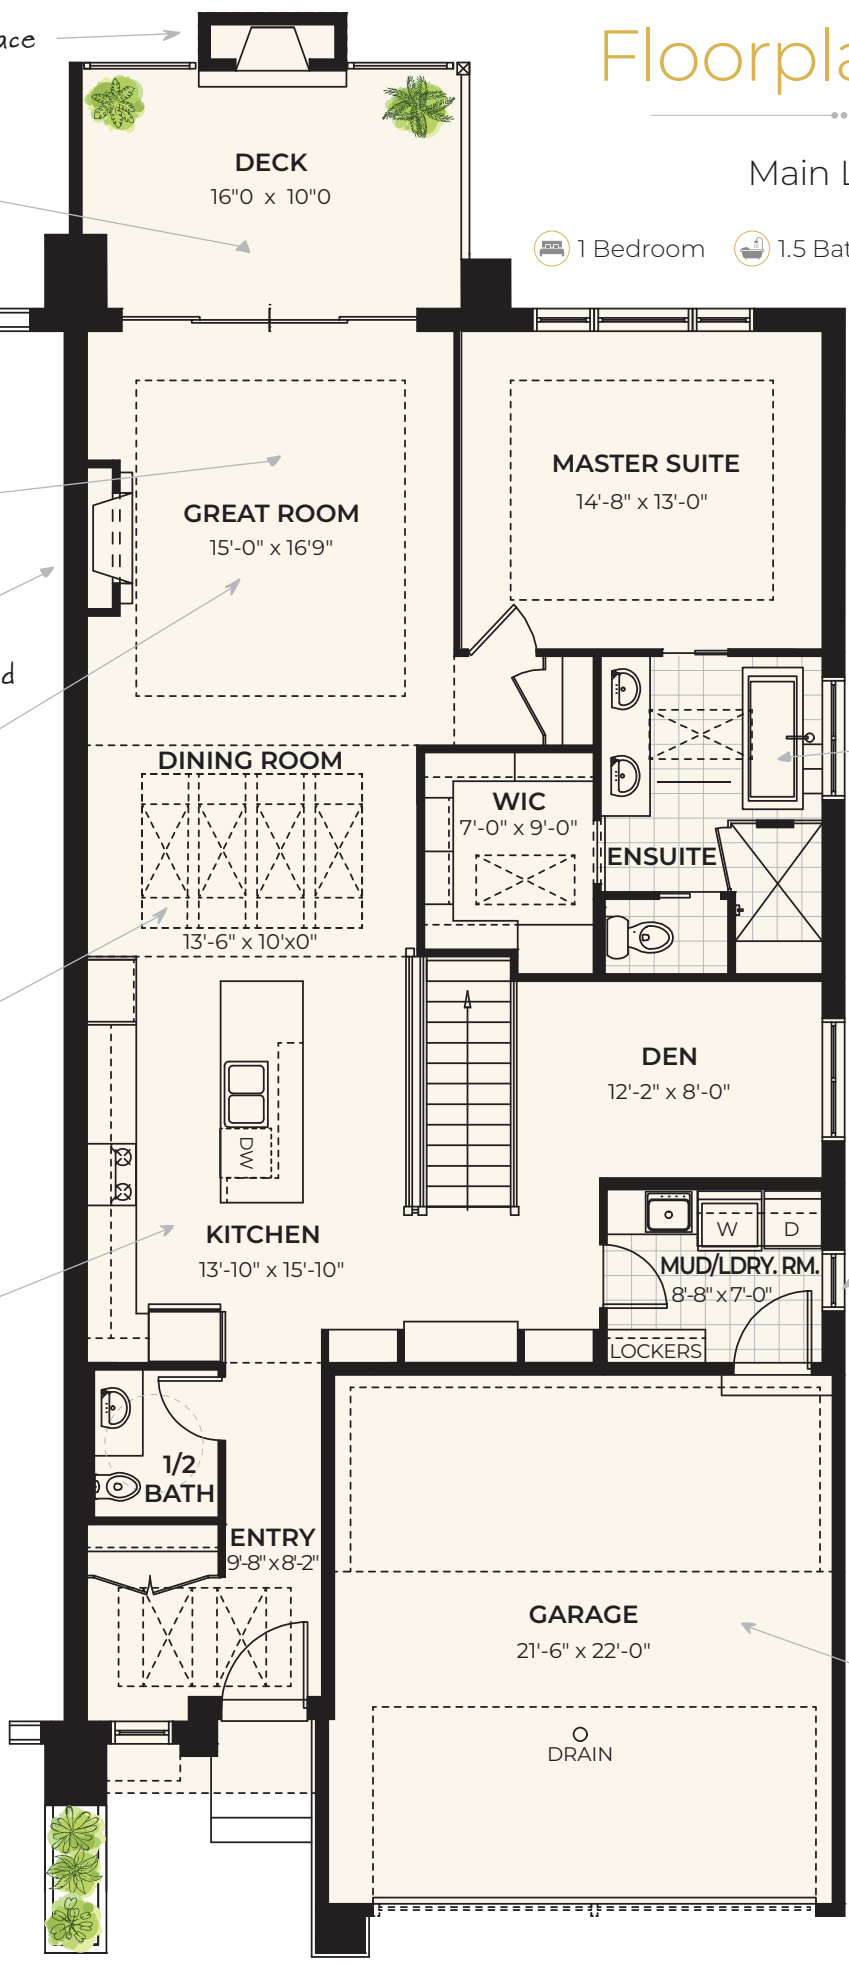 ace
Floorpla
Main L
1 Bedroom
1.5 Bat
DECK
16"0 x 10"0
MASTER SUITE
14'-8" x 13'-0"
GREAT ROOM
15'-0" x 16'9"
d
DINING ROOM
13'-6" x 10'x0"
WIC
7'-0" x 9'-0"
ENSUITE
DEN
12'-2" x 8'-0"
DW
KITCHEN
13'-10" x 15'-10"
W
D
MUD/LDRY. RM.
8'-8" x 7'-0"
LOCKERS
1/2
BATH
ENTRY
9'-8" x 8'-2"
GARAGE
21'-6" x 22'-0"
DRAIN